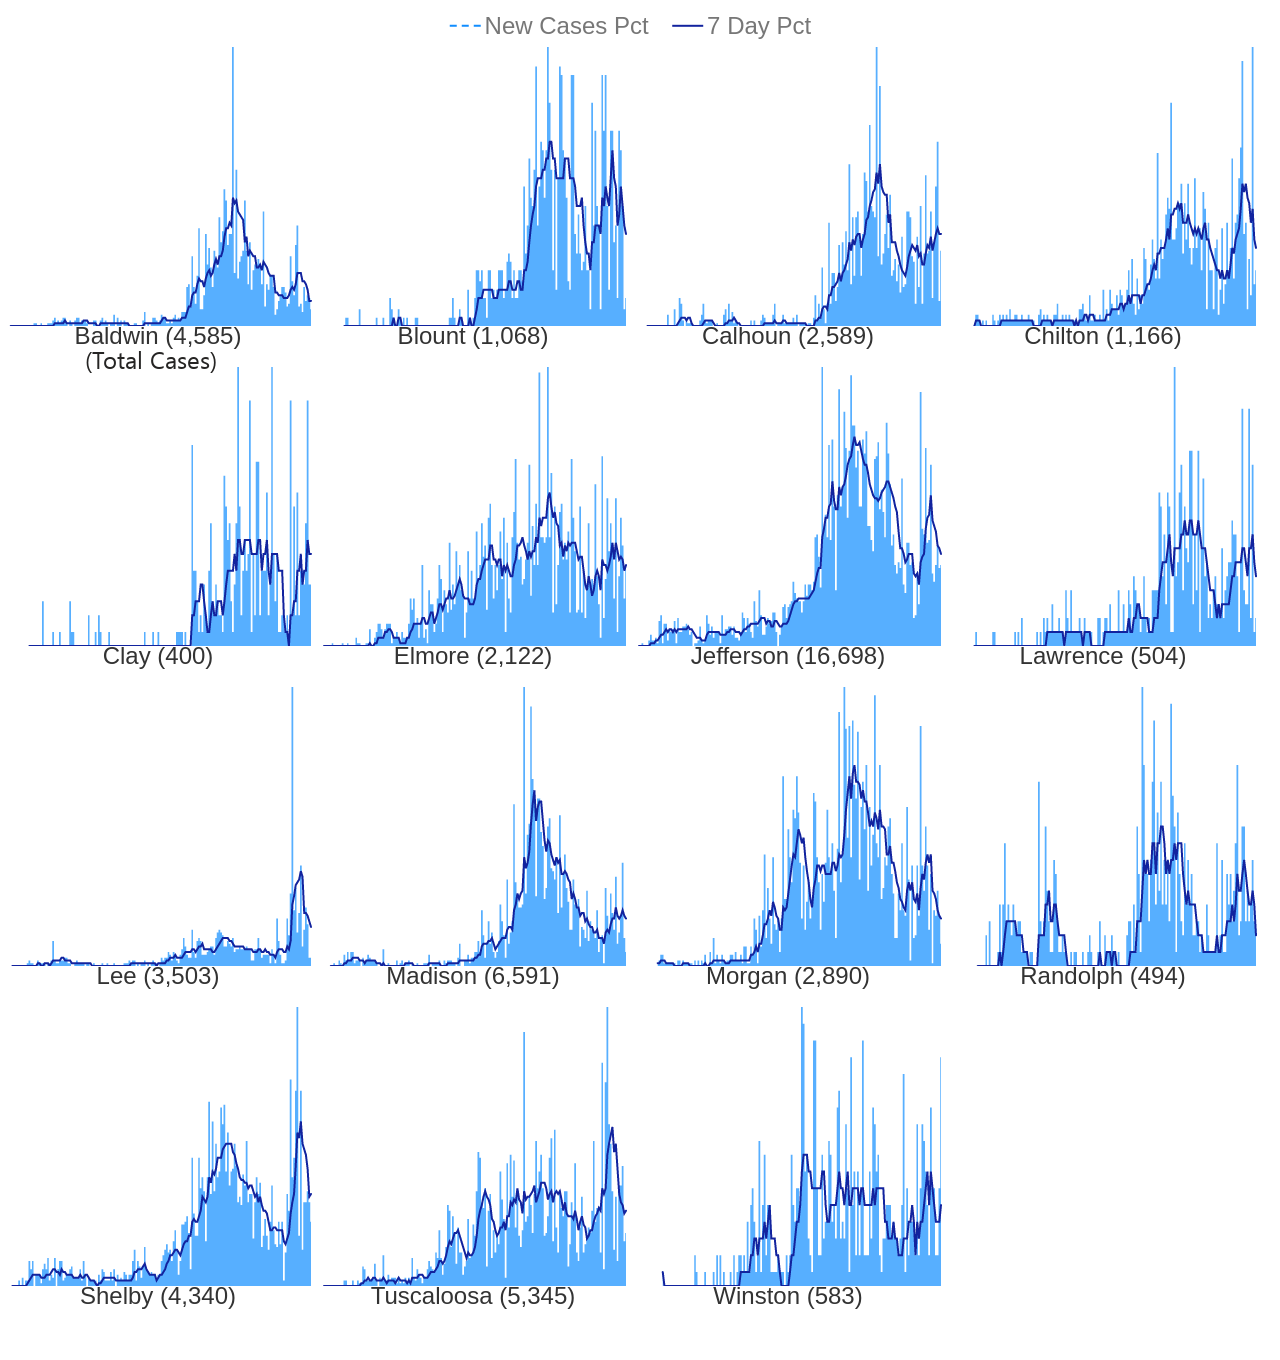 New Cases Pct 7 Day Pct
Baldwin (4,585) Blount (1,068) Calhoun (2,589) Chilton (1,166)
(Total Cases)
Clay (400) Elmore (2,122) Jefferson (16,698) Lawrence (504)
Lee (3,503) Madison (6,591) Morgan (2,890) Randolph (494)
Shelby (4,340) Tuscaloosa (5,345) Winston (583)